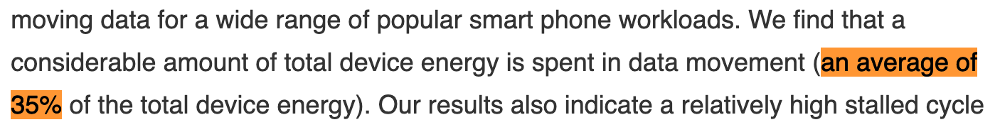 moving data for a wide range of popular smart phone workloads. We find that a
considerable amount of total device energy is spent in data movement (an average of
35% of the total device energy). Our results also indicate a relatively high stalled cycle